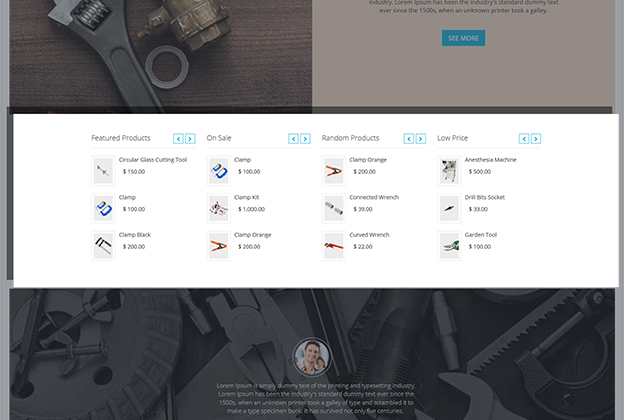 industry. Lorem Ipsum has been the industry's standard dummy text
ever since the 1500s, when an unknown printer took a galley.
SEE MORE
Featured Products
Circular Glass Cutting Tool
$ 150.00
Clamp
$ 100.00
Clamp Black
$ 200.00
On Sale
Clamp
$ 100.00
Clamp Kit
$ 1,000.00
Clamp Orange
$ 200.00
Random Products
Clamp Orange
$ 200.00
Connected Wrench
$ 39.00
Curved Wrench
$ 22.00
Low Price
Anesthesia Machine
$ 500.00
Drill Bits Socket
$ 33.00
Garden Tool
$ 100.00
Lorem Ipsum is simply dummy text of the printing and typesetting industry.
Lorem Ipsum has been the industry's standard dummy text ever since the
1500s, when an unknown printer took a galley of type and scrambled it to
make a type specimen book. It has survived not only five centuries.